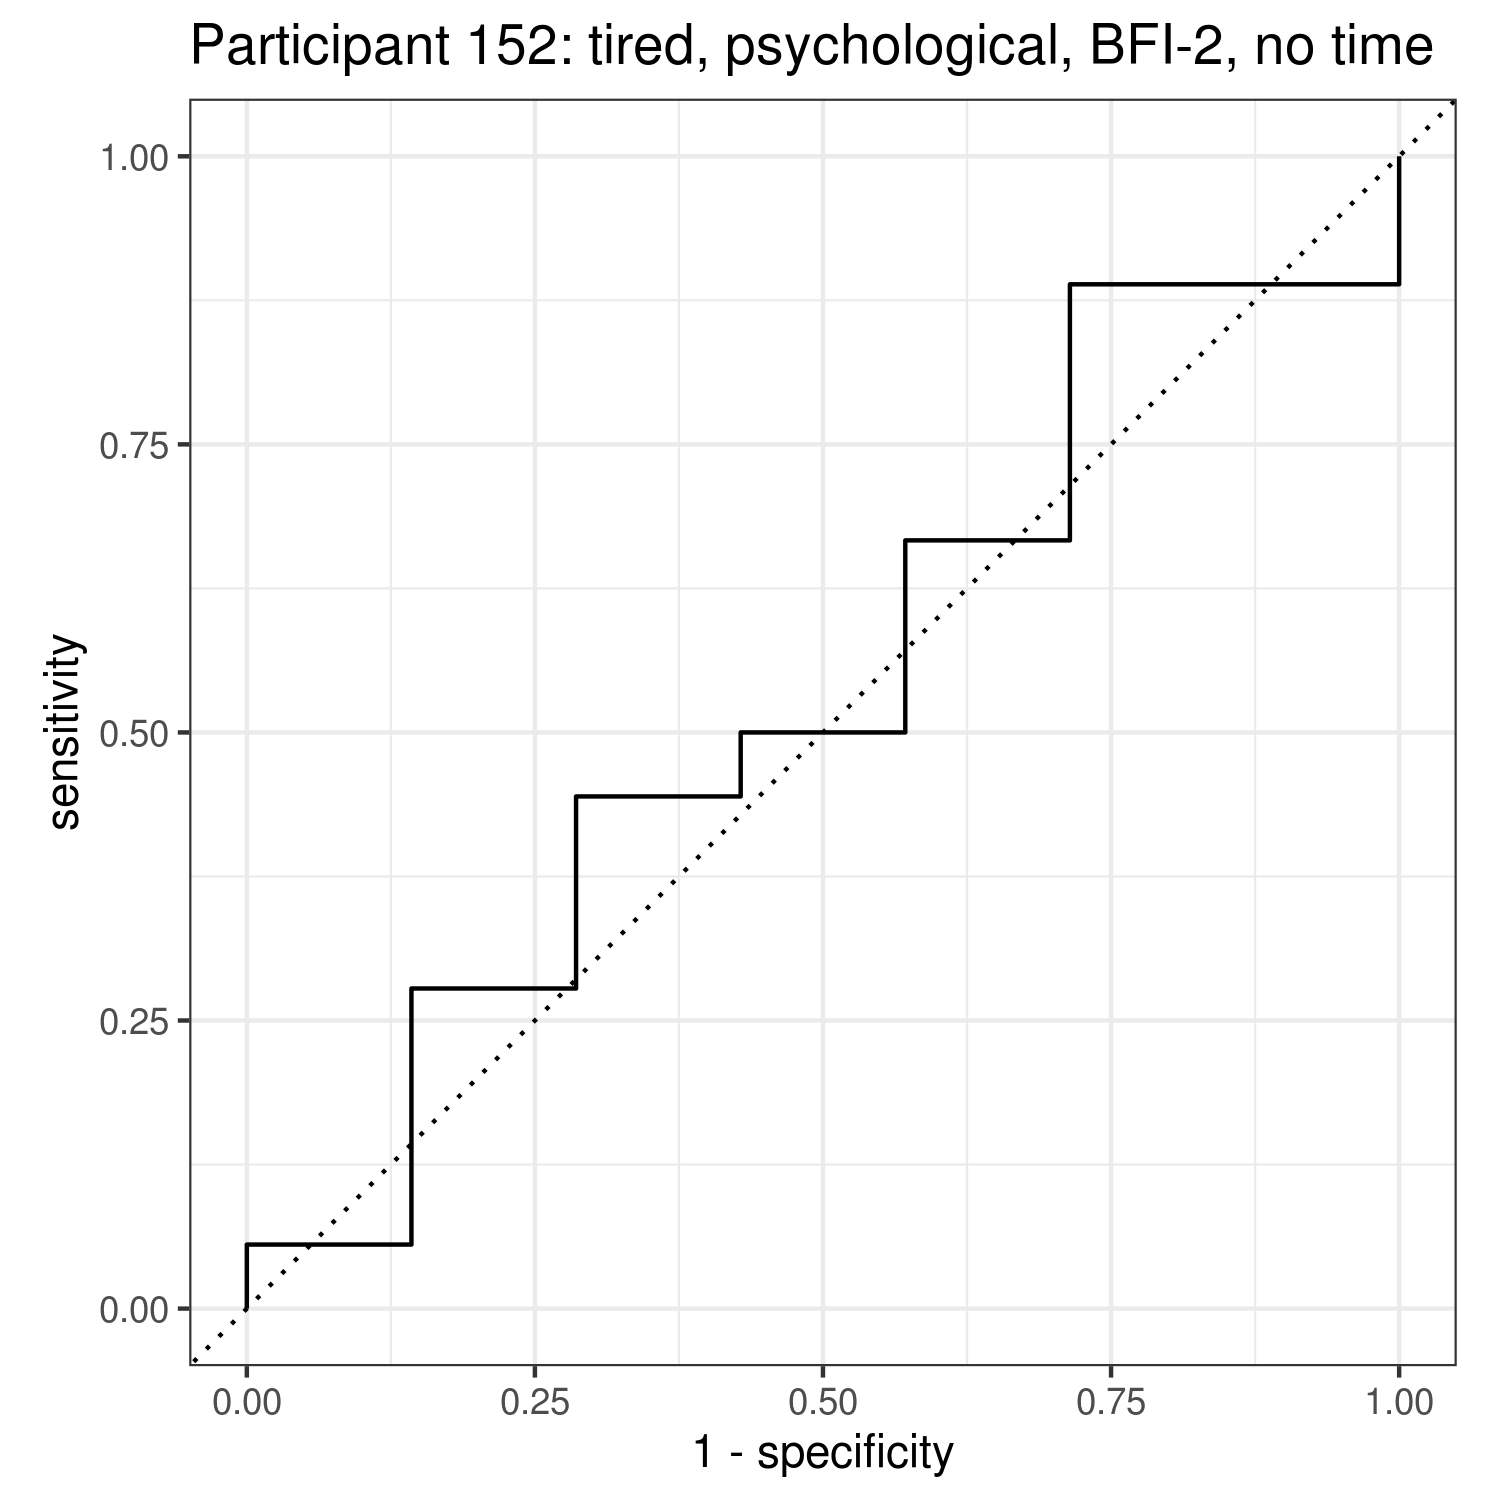 Participant 152: tired, psychological, BFI-2, no time
sensitivity
1.00
0.75
0.50
0.25
0.00
0.00 0.25 0.50 0.75 1.00
1 - specificity